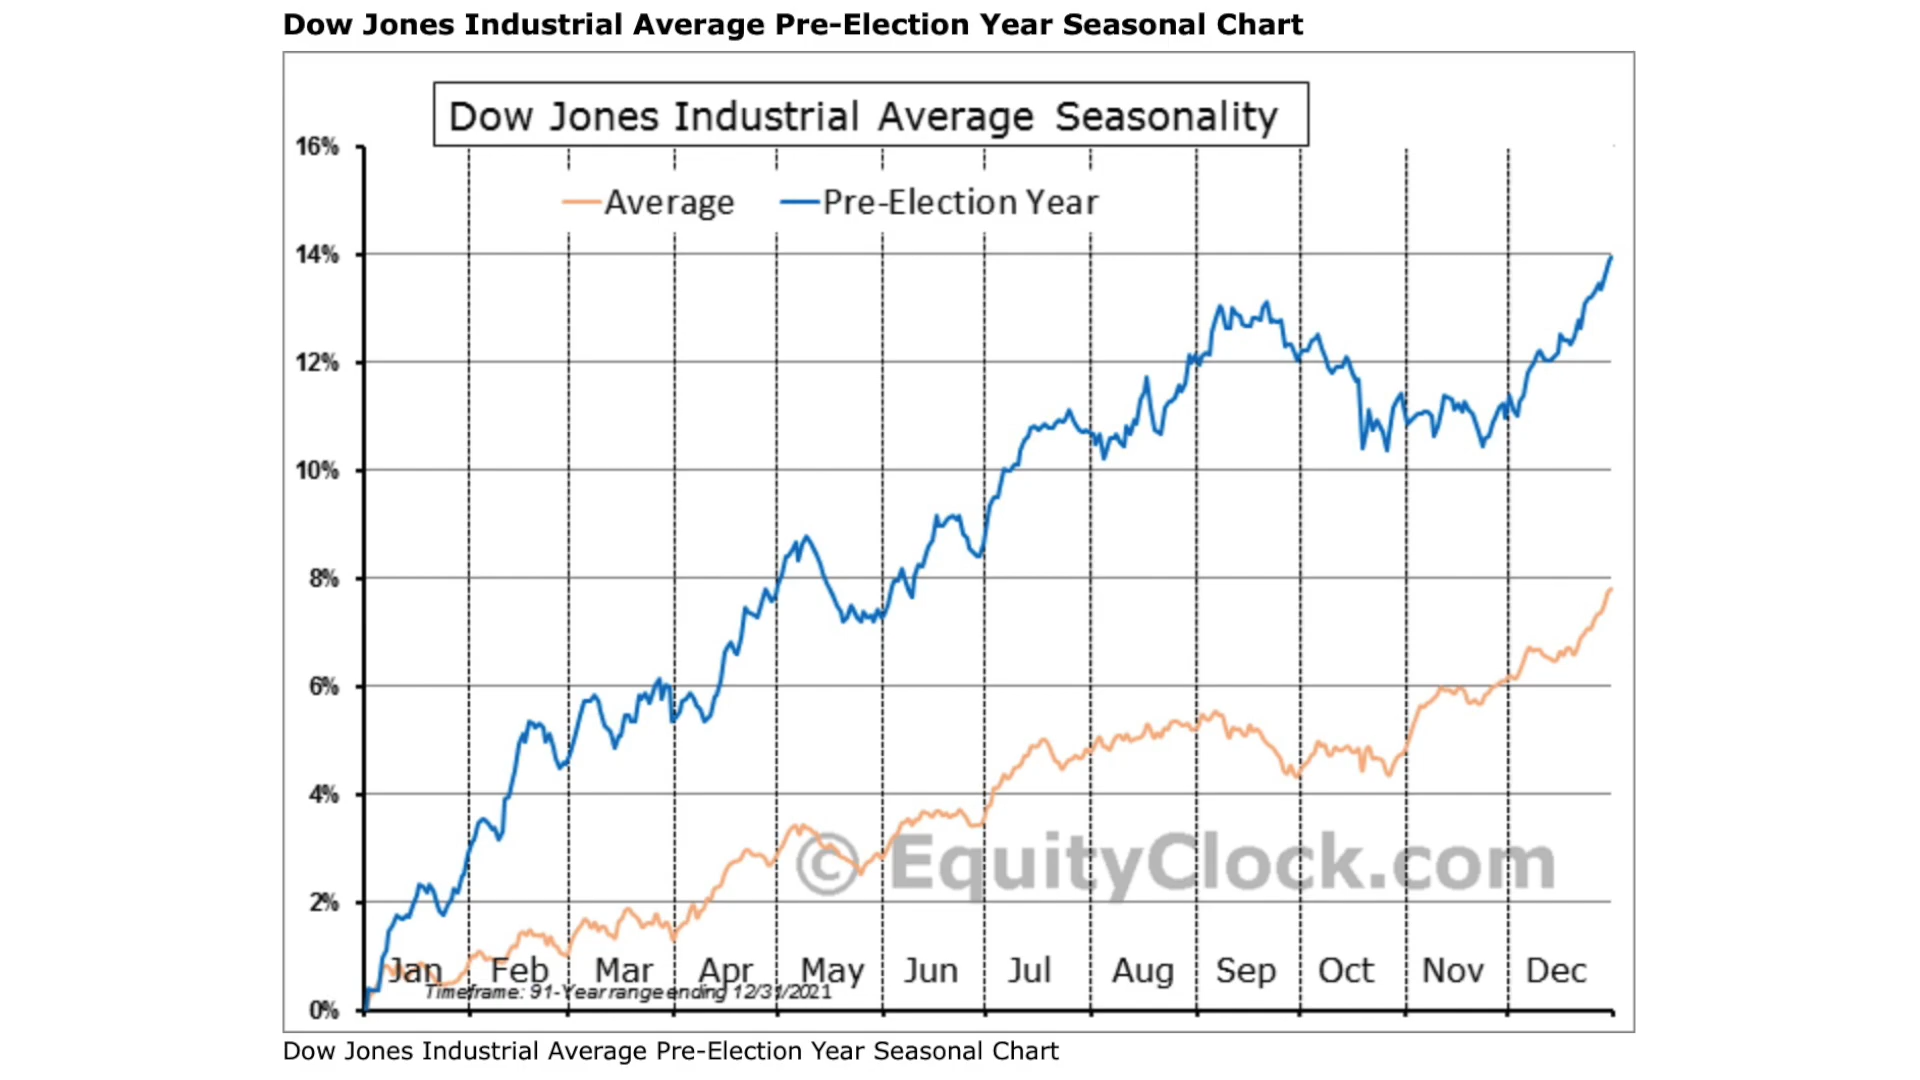 Dow Jones Industrial Average Pre-Election Year Seasonal Chart
Dow Jones Industrial Average Seasonality
16%
Average Pre-Election Year
14%
12%
10%
8%
6%
4%
© EquityClock.com
2%
Jan Feb Mar Apr May Jun Jul Aug Sep Oct Nov Dec
Timeframe: 91-Year range ending 12/31/2021
0%
Dow Jones Industrial Average Pre-Election Year Seasonal Chart